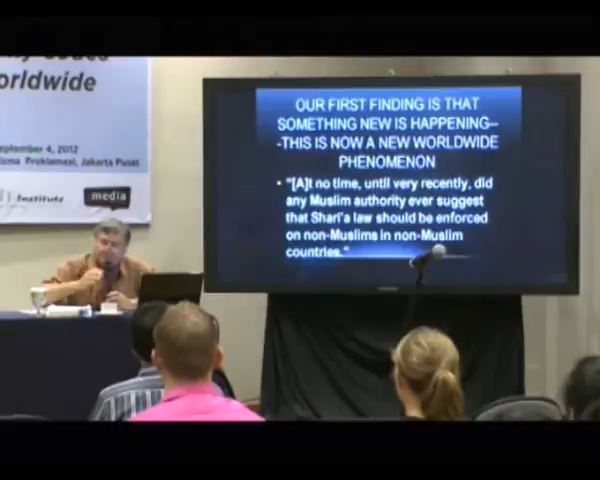 orldwide
eptember 4, 2012
isma Proklamasi, Jakarta Pusat
Institute
media
OUR FIRST FINDING IS THAT
SOMETHING NEW IS HAPPENING—
-THIS IS NOW A NEW WORLDWIDE
PHENOMENON
• "[A]t no time, until very recently, did
any Muslim authority ever suggest
that Shari'a law should be enforced
on non-Muslims in non-Muslim
countries."